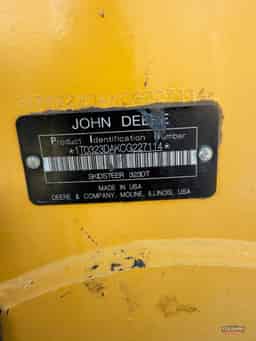 JOHN DEERE
Product Identification Number
*1T0323DAKCG227114*
SKIDSTEER 323DT
MADE IN USA
DEERE & COMPANY, MOLINE, ILLINOIS, USA